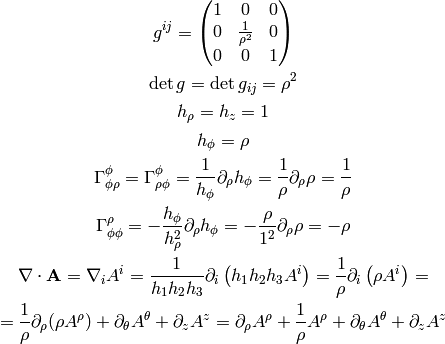 g^{ij} = \begin{pmatrix} 1 & 0 & 0 \\ 0 & \frac{1}{\rho^2} & 0 \\ 0 & 0 & 1 \end{pmatrix}
\det g = \det g_{ij} = \rho^2
h_\rho = h_z = 1
h_\phi = \rho
\Gamma^\phi_{\phi\rho} = \Gamma^\phi_{\rho\phi} = \frac{1}{h_\phi} \partial_\rho h_\phi = \frac{1}{\rho} \partial_\rho \rho = \frac{1}{\rho}
\Gamma^\rho_{\phi\phi} = -\frac{h_\phi}{h_\rho^2} \partial_\rho h_\phi = -\frac{\rho}{1^2} \partial_\rho \rho = -\rho
\nabla \cdot \mathbf{A} = \nabla_i A^i = \frac{1}{h_1 h_2 h_3} \partial_i \left( h_1 h_2 h_3 A^i \right) = \frac{1}{\rho} \partial_i \left( \rho A^i \right) =
= \frac{1}{\rho} \partial_\rho (\rho A^\rho) + \partial_\theta A^\theta + \partial_z A^z = \partial_\rho A^\rho + \frac{1}{\rho} A^\rho + \partial_\theta A^\theta + \partial_z A^z